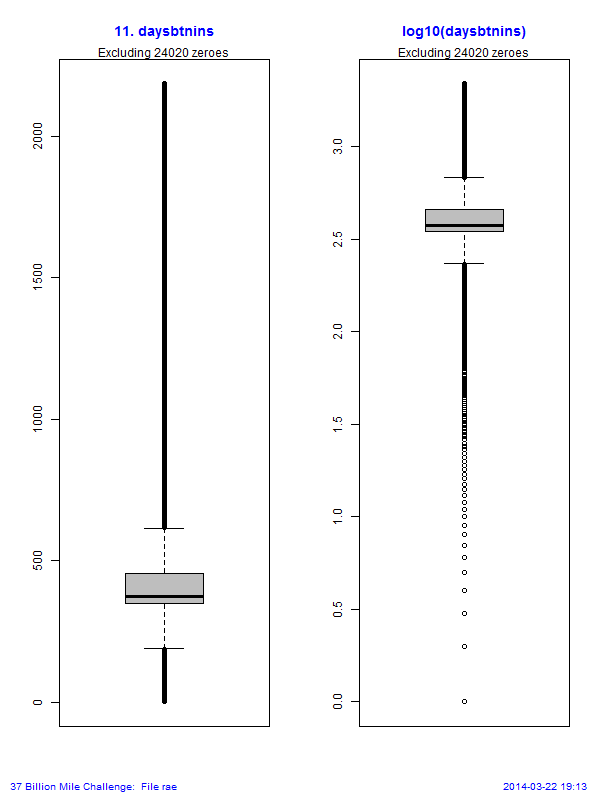 11. daysbtnins
Excluding 24020 zeroes
2000
1500
1000
500
0
log10(daysbtnins)
Excluding 24020 zeroes
3.0
2.5
2.0
1.5
1.0
0.5
0.0
37 Billion Mile Challenge: File rae
2014-03-22 19:13